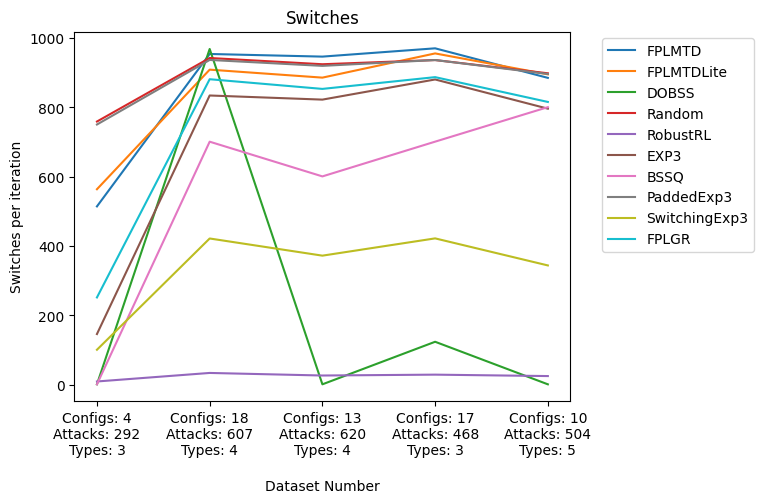 Switches
1000
800
600
400
200
0
Switches per iteration
Configs: 4
Attacks: 292
Types: 3
Configs: 18
Attacks: 607
Types: 4
Configs: 13
Attacks: 620
Types: 4
Configs: 17
Attacks: 468
Types: 3
Configs: 10
Attacks: 504
Types: 5
Dataset Number
FPLMTD
FPLMTDLite
DOBSS
Random
RobustRL
EXP3
BSSQ
PaddedExp3
SwitchingExp3
FPLGR